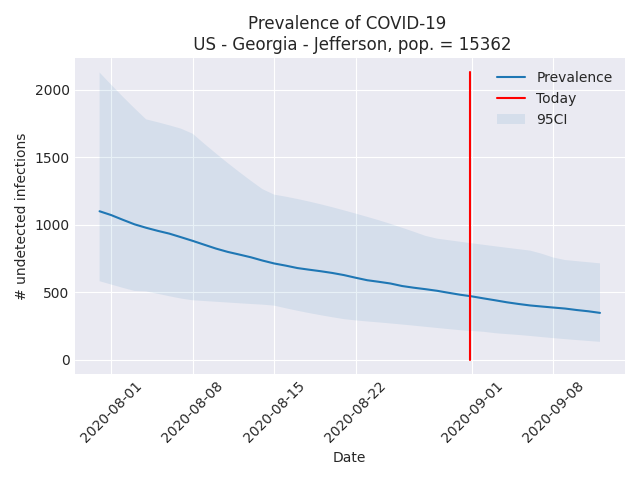 Prevalence of COVID-19
US - Georgia - Jefferson, pop. = 15362
Prevalence
Today
95CI
# undetected infections
2000
1500
1000
500
0
2020-08-01
2020-08-08
2020-08-15
2020-08-22
2020-09-01
2020-09-08
Date